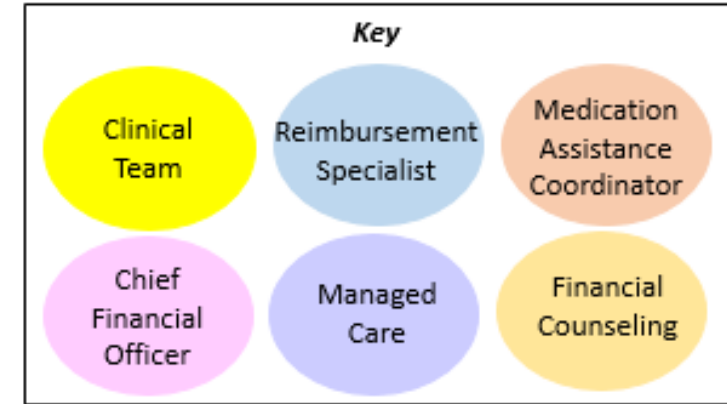 Key
Clinical
Team
Reimbursement
Specialist
Medication
Assistance
Coordinator
Chief
Financial
Officer
Managed
Care
Financial
Counseling